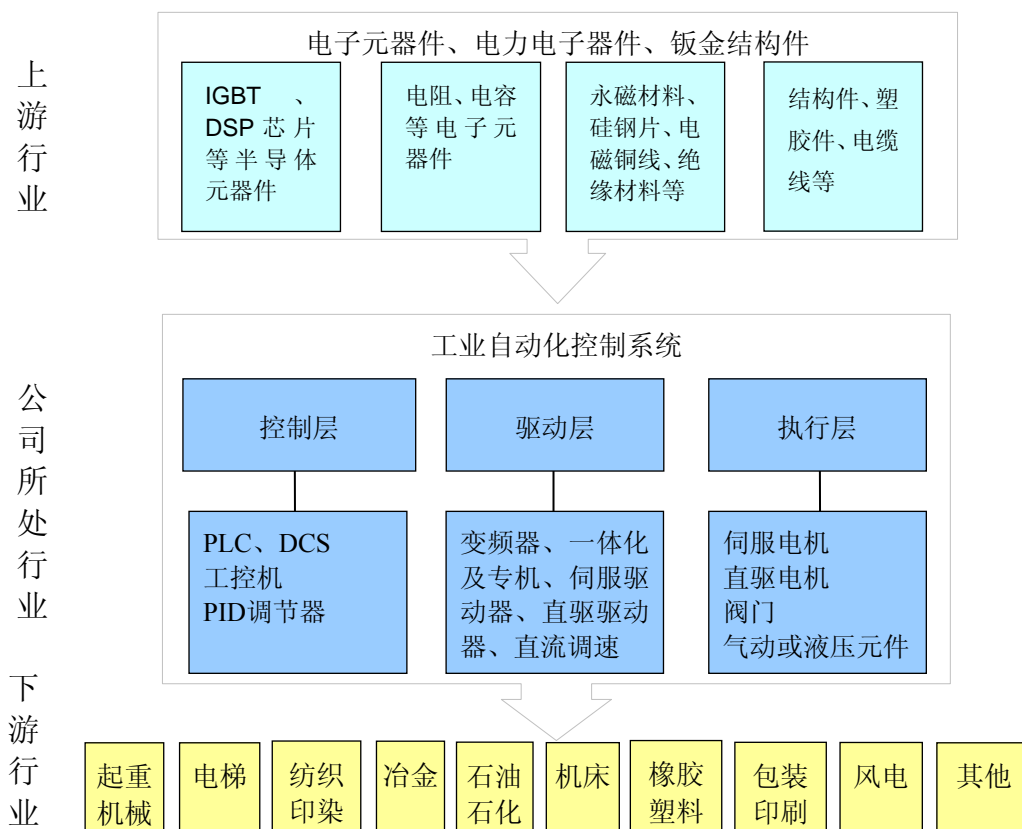 上游行业
电子元器件、电力电子器件、钣金结构件
IGBT 、
DSP 芯 片
等 半 导 体
元器件
电阻、电容
等 电 子 元
器件
永磁材料、
硅钢片、电
磁铜线、绝
缘材料等
结构件、塑
胶件、电缆
线等
公司所处行业
工业自动化控制系统
控制层
驱动层
执行层
PLC、DCS
工控机
PID调节器
变频器、一体化
及专机、伺服驱
动器、直驱驱动
器、直流调速
伺服电机
直驱电机
阀门
气动或液压元件
下游行业
起重
机械
电梯
纺织
印染
冶金
石油
石化
机床
橡胶
塑料
包装
印刷
风电
其他